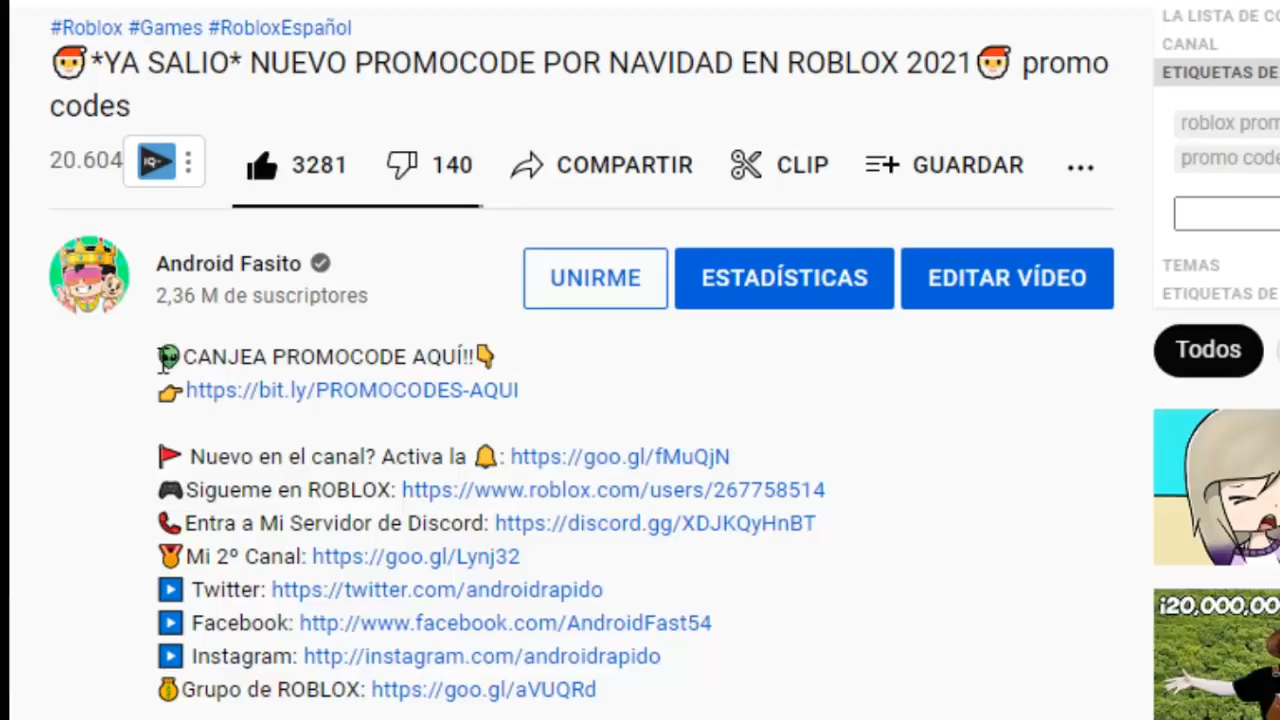 #Roblox #Games #RobloxEspañol
*YA SALIO* NUEVO PROMOCODE POR NAVIDAD EN ROBLOX 2021 promo
codes
20.604 IQ 3281 140 COMPARTIR CLIP GUARDAR ...
Android Fasito
2,36 M de suscriptores
UNIRME ESTADÍSTICAS EDITAR VÍDEO
CANJEA PROMOCODE AQUÍ!!
https://bit.ly/PROMOCODES-AQUI
Nuevo en el canal? Activa la : https://goo.gl/fMuQjN
Sigueme en ROBLOX: https://www.roblox.com/users/267758514
Entra a Mi Servidor de Discord: https://discord.gg/XDJKQyHnBT
Mi 2º Canal: https://goo.gl/Lynj32
Twitter: https://twitter.com/androidrapido
Facebook: http://www.facebook.com/AndroidFast54
Instagram: http://instagram.com/androidrapido
Grupo de ROBLOX: https://goo.gl/aVUQRd
LA LISTA DE CO
CANAL
ETIQUETAS DE
roblox prom
promo code
TEMAS
ETIQUETAS DE
Todos
¡20,000,00